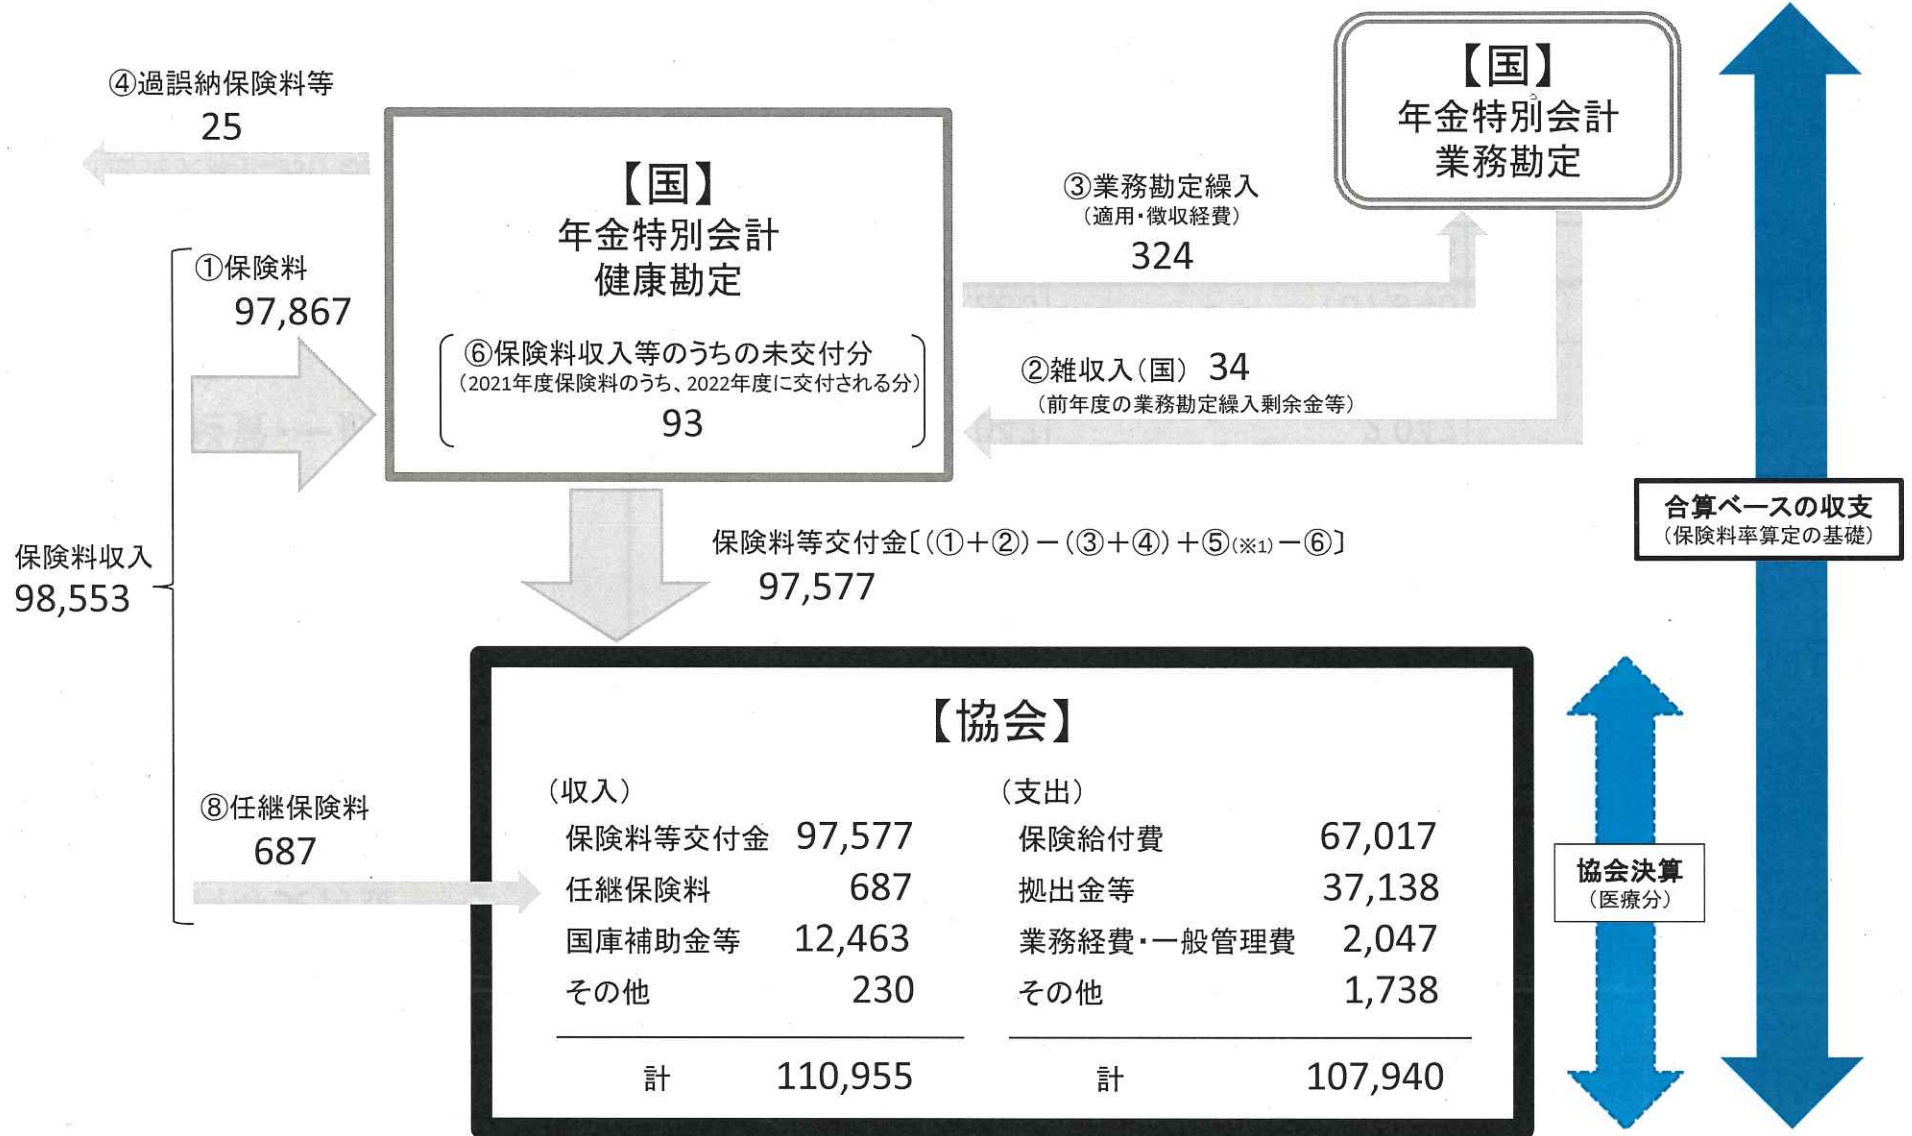 ④過誤納保険料等
25
【国】
年金特別会計
健康勘定
⑥保険料収入等のうちの未交付分
(2021年度保険料のうち、2022年度に交付される分)
93
【国】
年金特別会計
業務勘定
③業務勘定繰入
(適用・徴収経費)
324
②雑収入(国) 34
(前年度の業務勘定繰入剰余金等)
①保険料
97,867
保険料収入
98,553
保険料等交付金〔(①+②)-(③+④)+⑤(※1)-⑥〕
97,577
合算ベースの収支
(保険料率算定の基礎)
⑧任継保険料
687
【協会】
(収入) (支出)
保険料等交付金 97,577 保険給付費 67,017
任継保険料 687 拠出金等 37,138
国庫補助金等 12,463 業務経費・一般管理費 2,047
その他 230 その他 1,738
計 110,955 計 107,940
協会決算
(医療分)